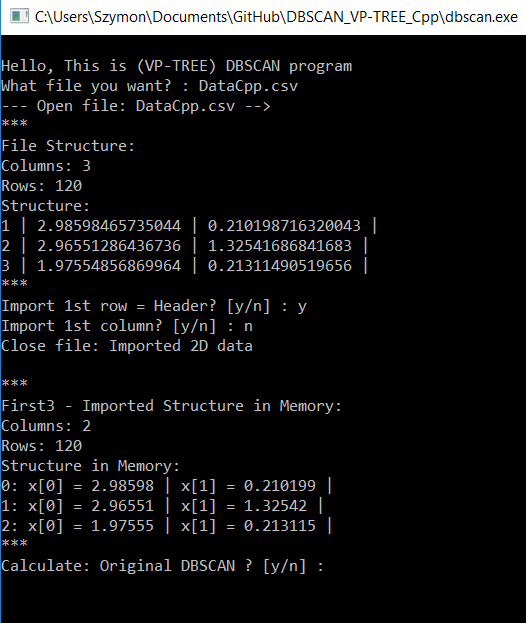 C:\Users\Szymon\Documents\GitHub\DBSCAN_VP-TREE_Cpp\dbscan.exe
Hello, This is (VP-TREE) DBSCAN program
What file you want? : DataCpp.csv
--- Open file: DataCpp.csv -->
***
File Structure:
Columns: 3
Rows: 120
Structure:
1 | 2.98598465735044 | 0.210198716320043 |
2 | 2.96551286436736 | 1.32541686841683 |
3 | 1.97554856869964 | 0.21311490519656 |
***
Import 1st row = Header? [y/n] : y
Import 1st column? [y/n] : n
Close file: Imported 2D data
***
First3 - Imported Structure in Memory:
Columns: 2
Rows: 120
Structure in Memory:
0: x[0] = 2.98598 | x[1] = 0.210199 |
1: x[0] = 2.96551 | x[1] = 1.32542 |
2: x[0] = 1.97555 | x[1] = 0.213115 |
***
Calculate: Original DBSCAN ? [y/n] :